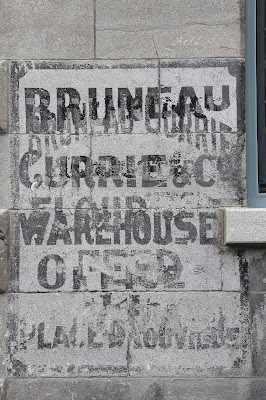 BRUNEAU
CURRIE & CO
FLOUR
WAREHOUSE
OFFICE
PLACE D'YOUVILLE